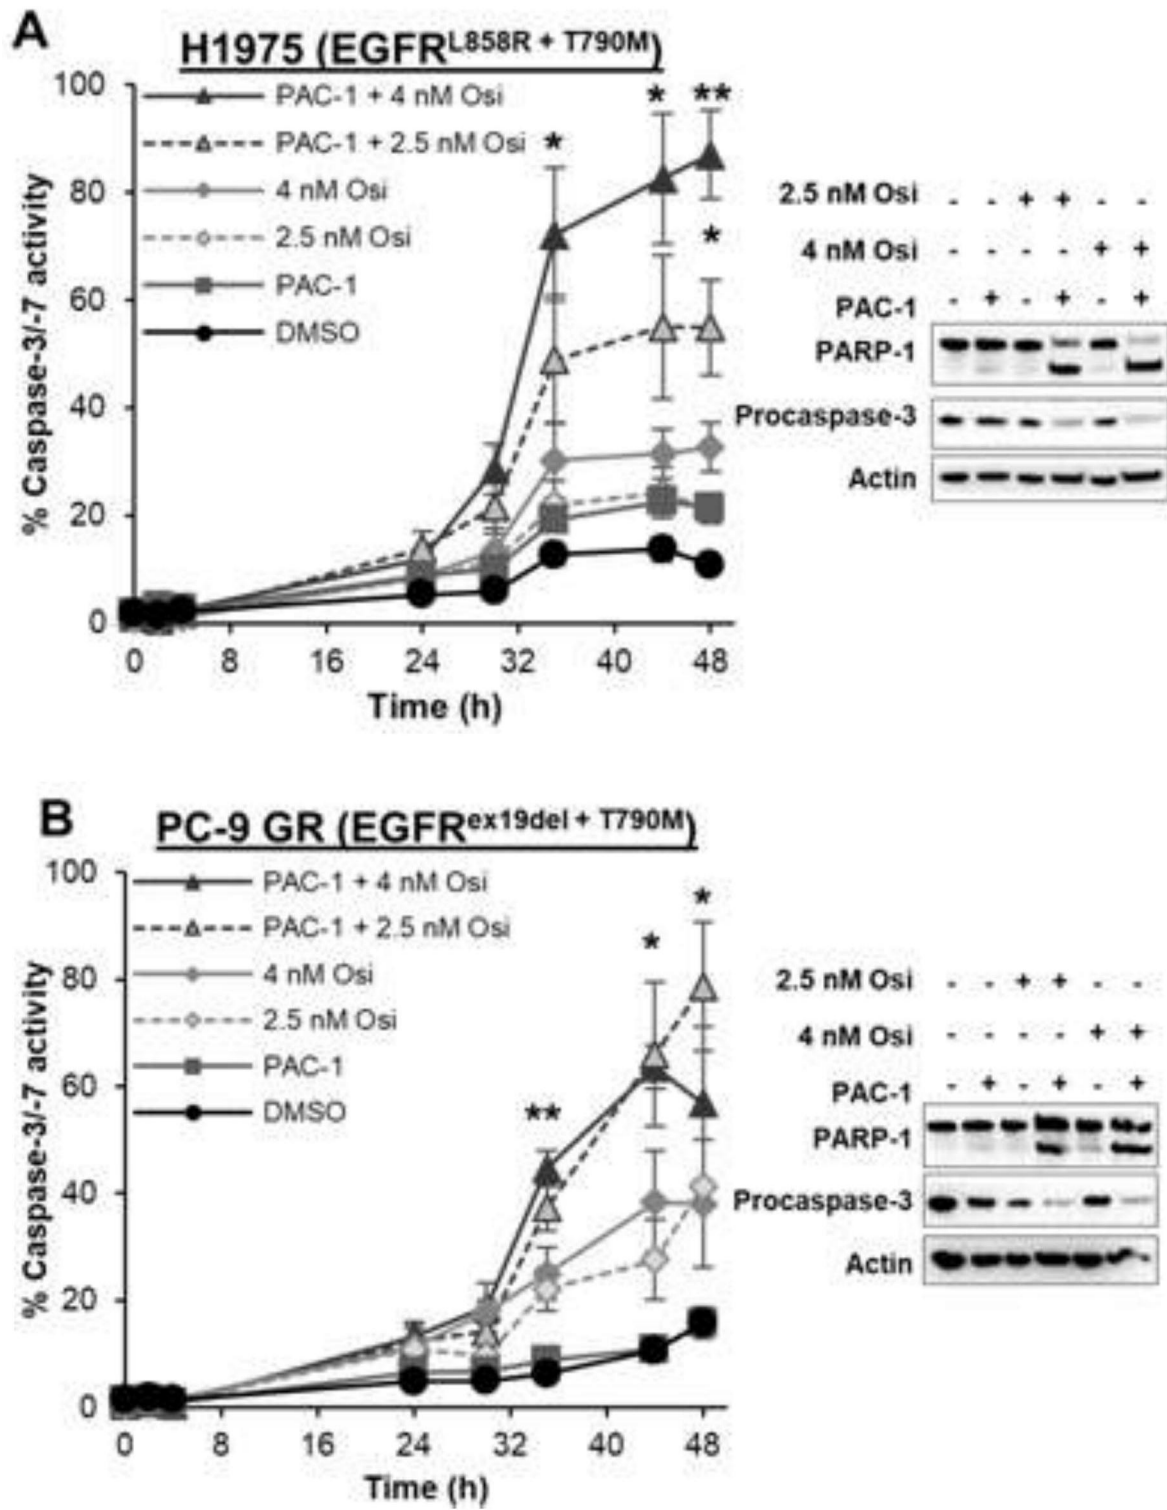 A
H1975 (EGFR^L858R + T790M)
100
80
60
40
20
0
% Caspase-3/-7 activity
PAC-1 + 4 nM Osi
PAC-1 + 2.5 nM Osi
4 nM Osi
2.5 nM Osi
PAC-1
DMSO
*
*
**
*
0 8 16 24 32 40 48
Time (h)
2.5 nM Osi - - + + - -
4 nM Osi - - - - + +
PAC-1 - + - + - +
PARP-1
Procaspase-3
Actin
B
PC-9 GR (EGFR^ex19del + T790M)
100
80
60
40
20
0
% Caspase-3/-7 activity
PAC-1 + 4 nM Osi
PAC-1 + 2.5 nM Osi
4 nM Osi
2.5 nM Osi
PAC-1
DMSO
**
*
*
0 8 16 24 32 40 48
Time (h)
2.5 nM Osi - - + + - -
4 nM Osi - - - - + +
PAC-1 - + - + - +
PARP-1
Procaspase-3
Actin